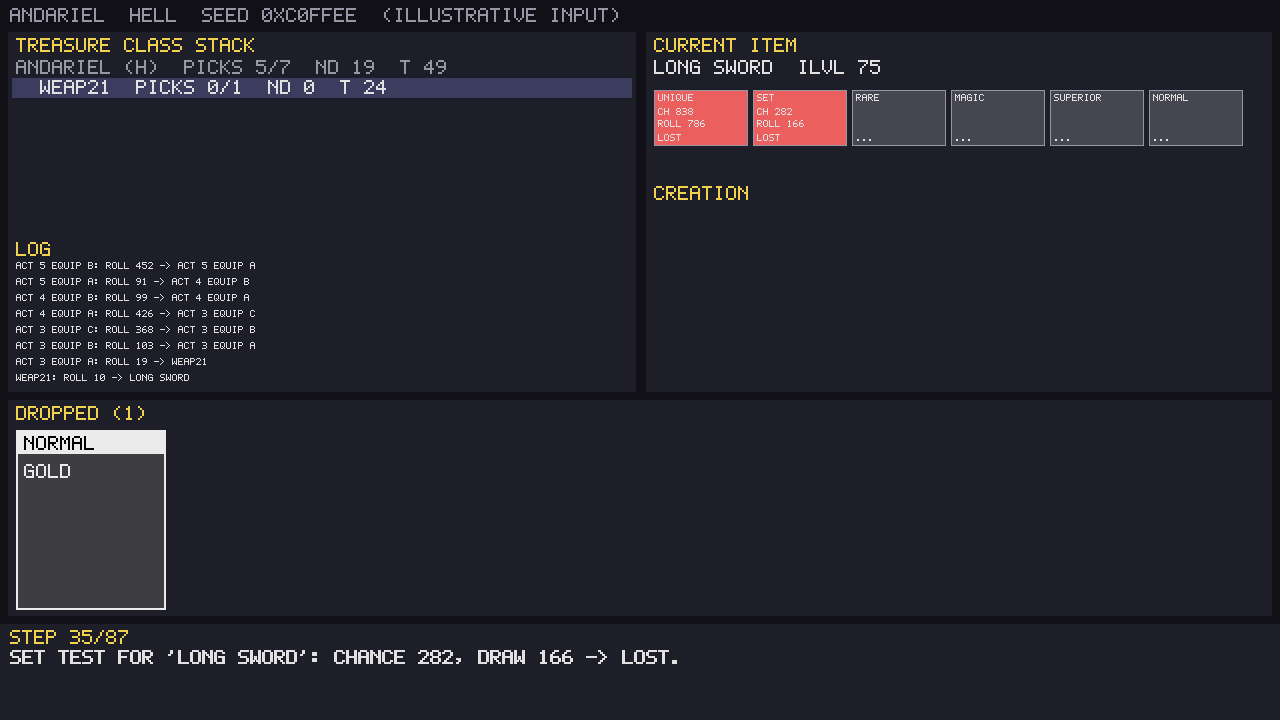 ANDARIEL  HELL  SEED 0XC0FFEE  (ILLUSTRATIVE INPUT)
TREASURE CLASS STACK
ANDARIEL (H)  PICKS 5/7  ND 19  T 49
WEAP21  PICKS 0/1  ND 0  T 24
LOG
ACT 5 EQUIP B: ROLL 452 -> ACT 5 EQUIP A
ACT 5 EQUIP A: ROLL 91 -> ACT 4 EQUIP B
ACT 4 EQUIP B: ROLL 99 -> ACT 4 EQUIP A
ACT 4 EQUIP A: ROLL 426 -> ACT 3 EQUIP C
ACT 3 EQUIP C: ROLL 368 -> ACT 3 EQUIP B
ACT 3 EQUIP B: ROLL 103 -> ACT 3 EQUIP A
ACT 3 EQUIP A: ROLL 19 -> WEAP21
WEAP21: ROLL 10 -> LONG SWORD
CURRENT ITEM
LONG SWORD  ILVL 75
UNIQUE
CH 838
ROLL 786
LOST
SET
CH 282
ROLL 166
LOST
RARE
...
MAGIC
...
SUPERIOR
...
NORMAL
...
CREATION
DROPPED (1)
NORMAL
GOLD
STEP 35/87
SET TEST FOR 'LONG SWORD': CHANCE 282, DRAW 166 -> LOST.